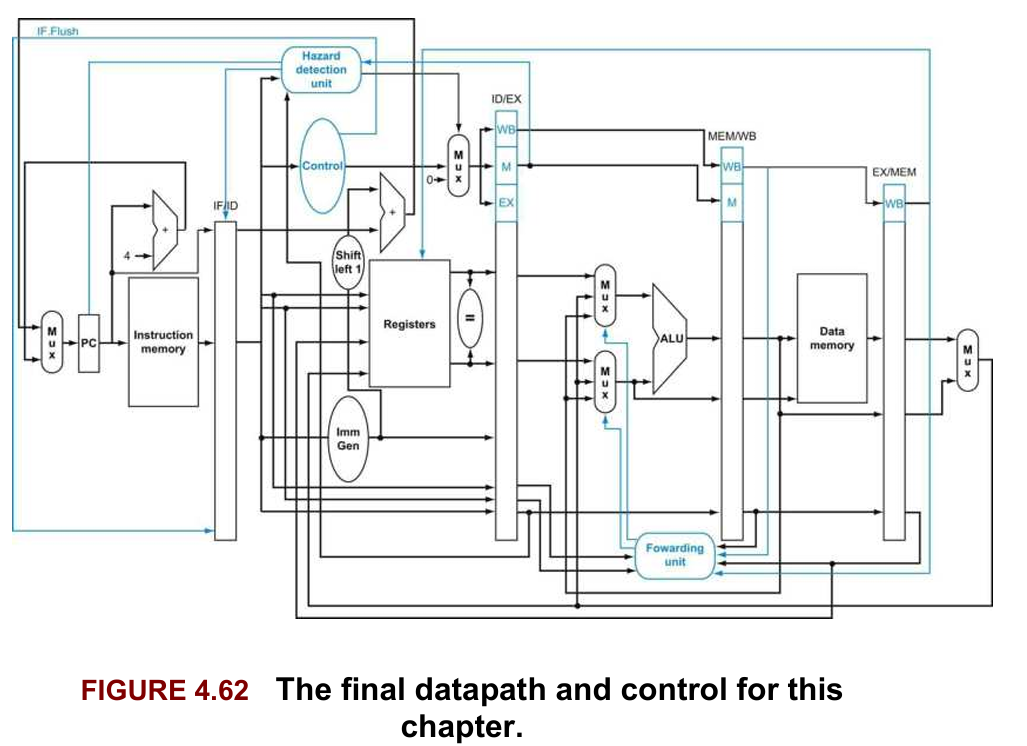 IF.Flush
Hazard
detection
unit
ID/EX
WB
MEM/WB
Control
M
u
x
M
WB
EX/MEM
0
EX
M
WB
IF/ID
+
+
4
Shift
left 1
M
u
x
M
u
x
PC
Instruction
memory
Registers
=
ALU
Data
memory
M
u
x
M
u
x
Imm
Gen
Fowarding
unit
FIGURE 4.62 The final datapath and control for this
chapter.